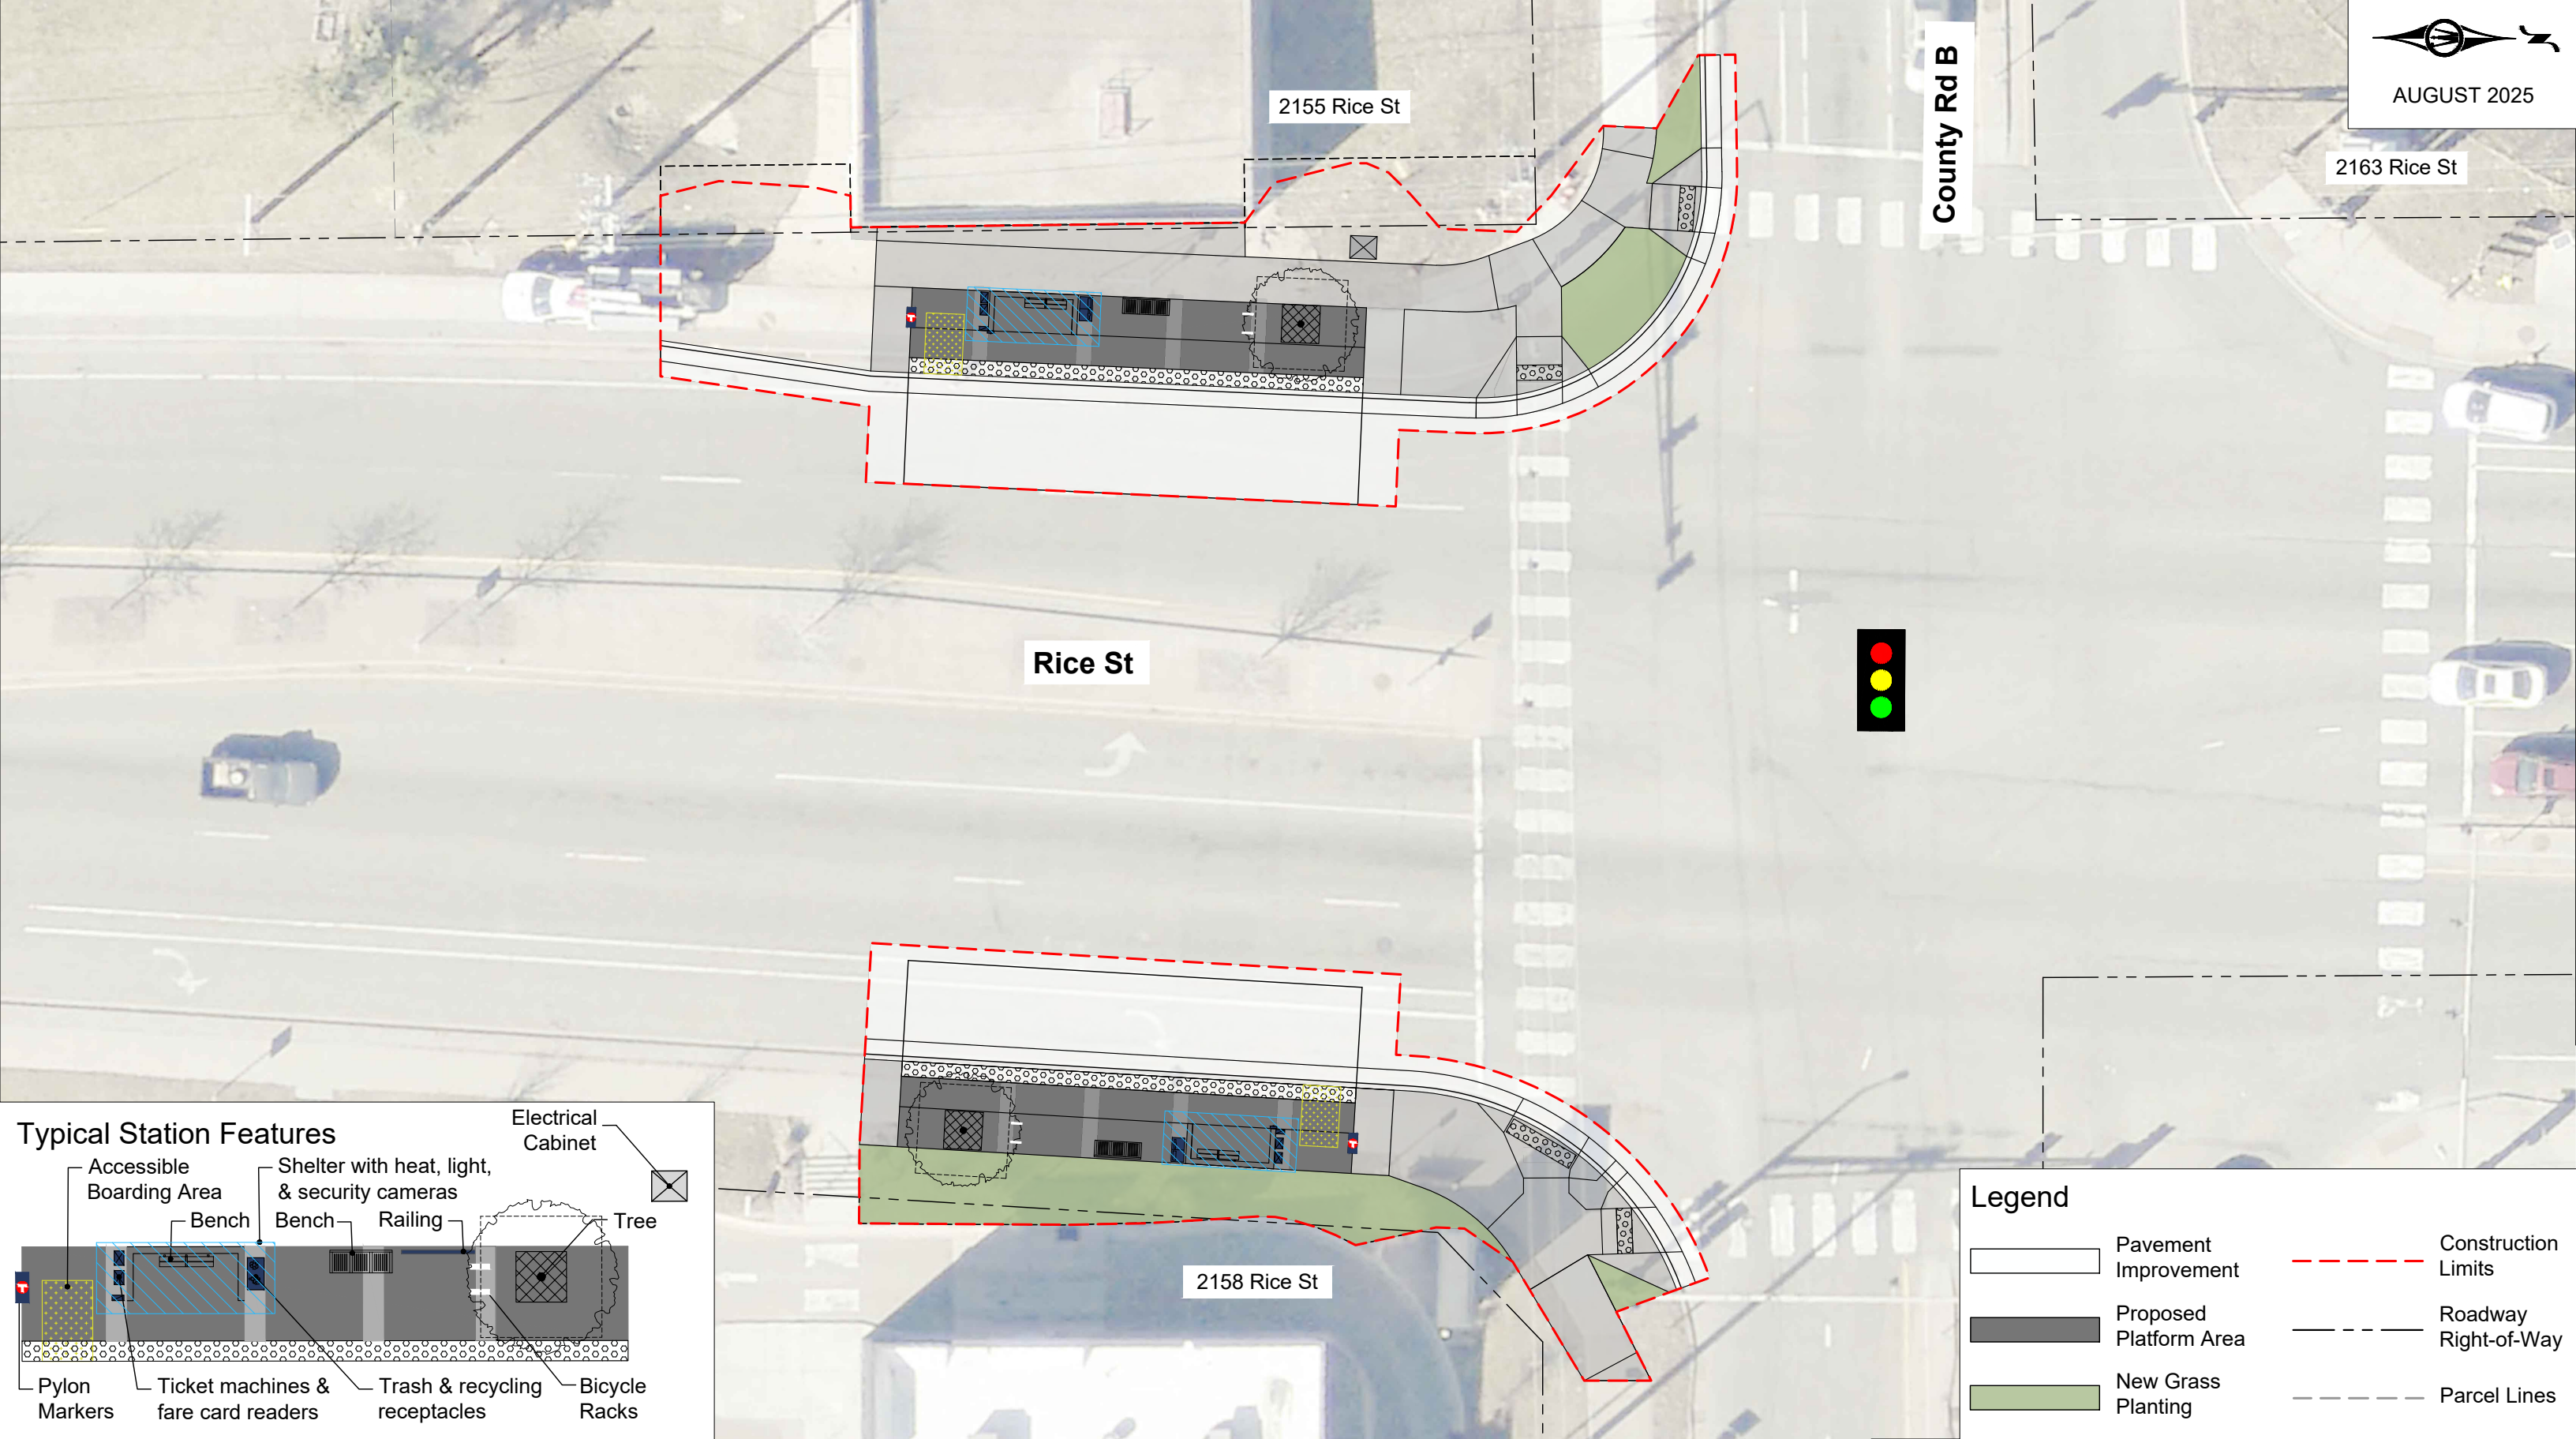 AUGUST 2025
County Rd B
2155 Rice St
2163 Rice St
Rice St
2158 Rice St
Typical Station Features
Electrical
Cabinet
Accessible
Boarding Area
Shelter with heat, light,
& security cameras
Bench
Bench
Railing
Tree
Pylon
Markers
Ticket machines &
fare card readers
Trash & recycling
receptacles
Bicycle
Racks
Legend
Pavement
Improvement
Proposed
Platform Area
New Grass
Planting
Construction
Limits
Roadway
Right-of-Way
Parcel Lines